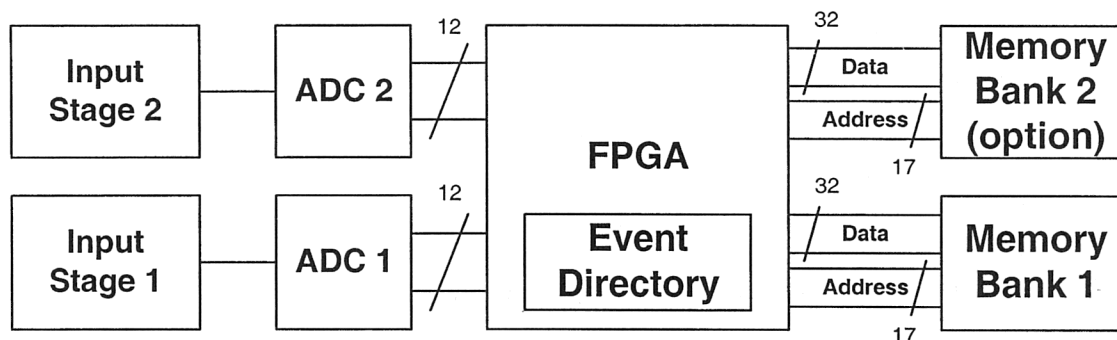 Input
Stage 2
ADC 2
12
FPGA
32
Data
Address
17
Memory
Bank 2
(option)
Input
Stage 1
ADC 1
12
Event
Directory
32
Data
Address
17
Memory
Bank 1